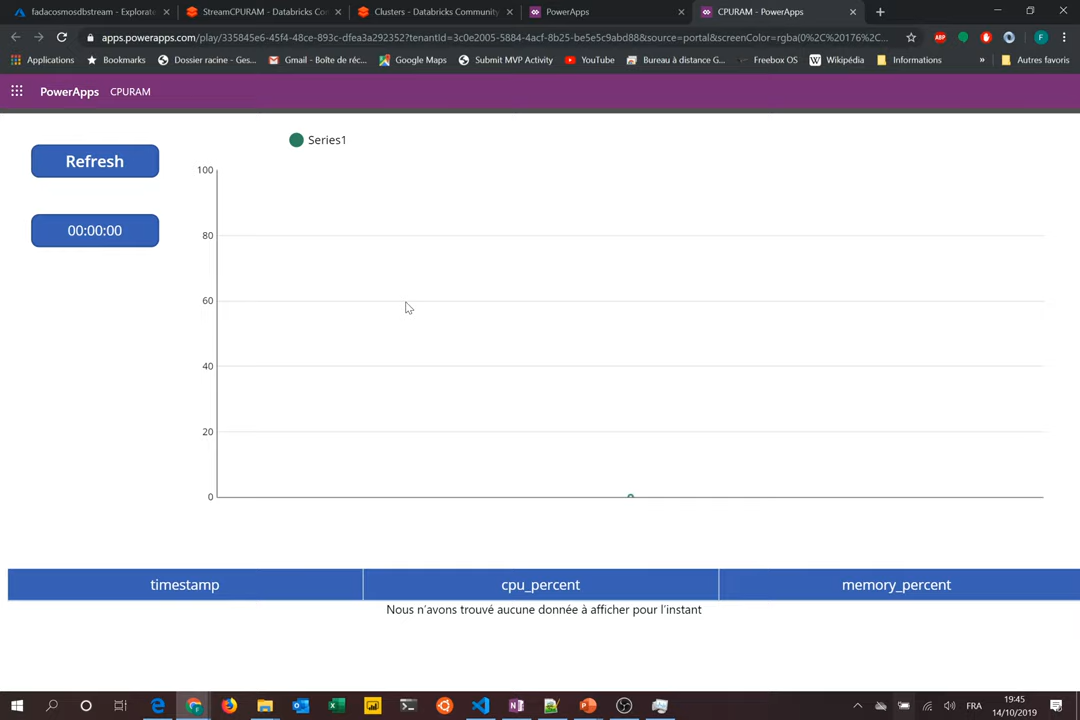 fadacosmosdbstream - Explorate
StreamCPURAM - Databricks Co
Clusters - Databricks Community
PowerApps
CPURAM - PowerApps
apps.powerapps.com/play/335845e6-45f4-48ce-893c-dfea3a292352?tenantId=3c0e2005-5884-4acf-8b25-be5e5c9abd88&source=portal&screenColor=rgba(0%2C%20176%2C...
ABP
F
Applications
Bookmarks
Dossier racine - Ges...
Gmail - Boîte de réc...
Google Maps
Submit MVP Activity
YouTube
Bureau à distance G...
Freebox OS
Wikipédia
Informations
»
Autres favoris
PowerApps CPURAM
Refresh
00:00:00
Series1
100
80
60
40
20
0
timestamp
cpu_percent
memory_percent
Nous n'avons trouvé aucune donnée à afficher pour l'instant
FRA
19:45
14/10/2019